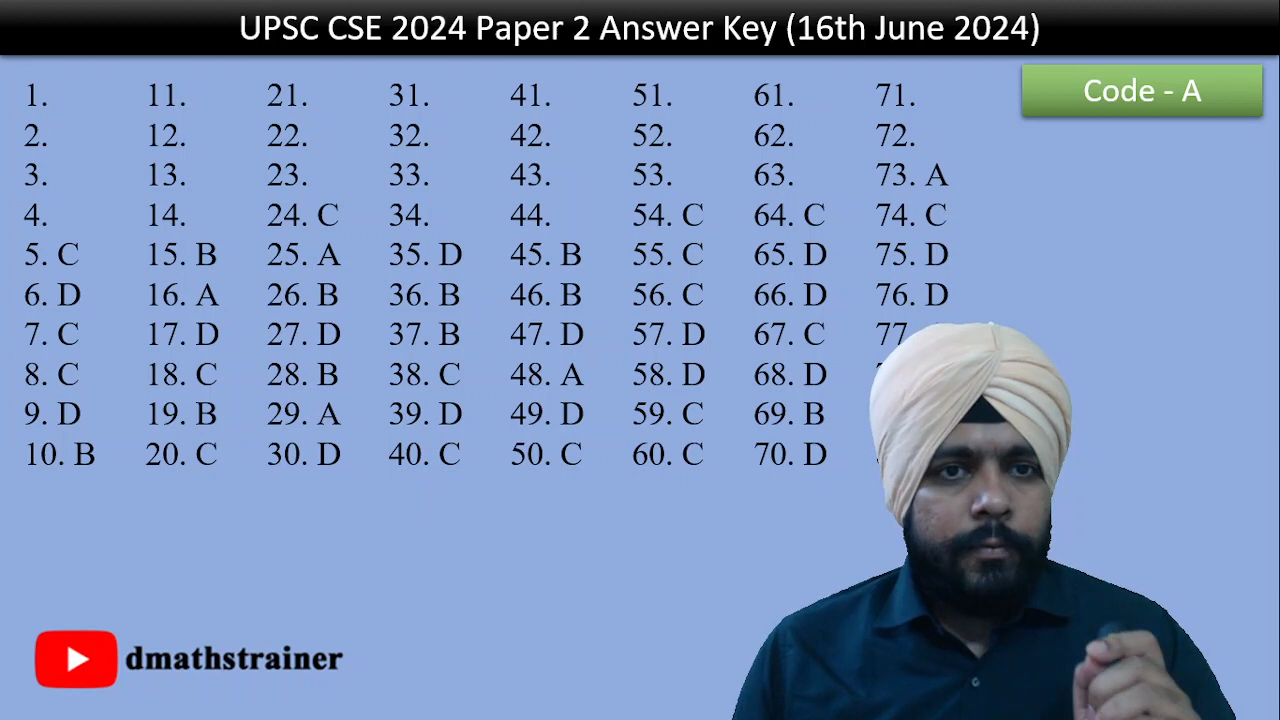 UPSC CSE 2024 Paper 2 Answer Key (16th June 2024)
Code - A
1. 11. 21. 31. 41. 51. 61. 71.
2. 12. 22. 32. 42. 52. 62. 72.
3. 13. 23. 33. 43. 53. 63. 73. A
4. 14. 24. C 34. 44. 54. C 64. C 74. C
5. C 15. B 25. A 35. D 45. B 55. C 65. D 75. D
6. D 16. A 26. B 36. B 46. B 56. C 66. D 76. D
7. C 17. D 27. D 37. B 47. D 57. D 67. C 77
8. C 18. C 28. B 38. C 48. A 58. D 68. D
9. D 19. B 29. A 39. D 49. D 59. C 69. B
10. B 20. C 30. D 40. C 50. C 60. C 70. D
dmathstrainer